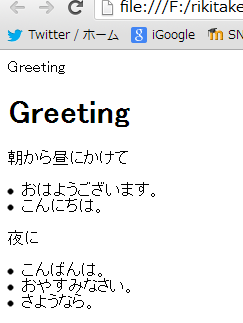 file:///F:/rikitake
Twitter / ホーム iGoogle SN
Greeting
Greeting
朝から昼にかけて
• おはようございます。
• こんにちは。
夜に
• こんばんは。
• おやすみなさい。
• さようなら。